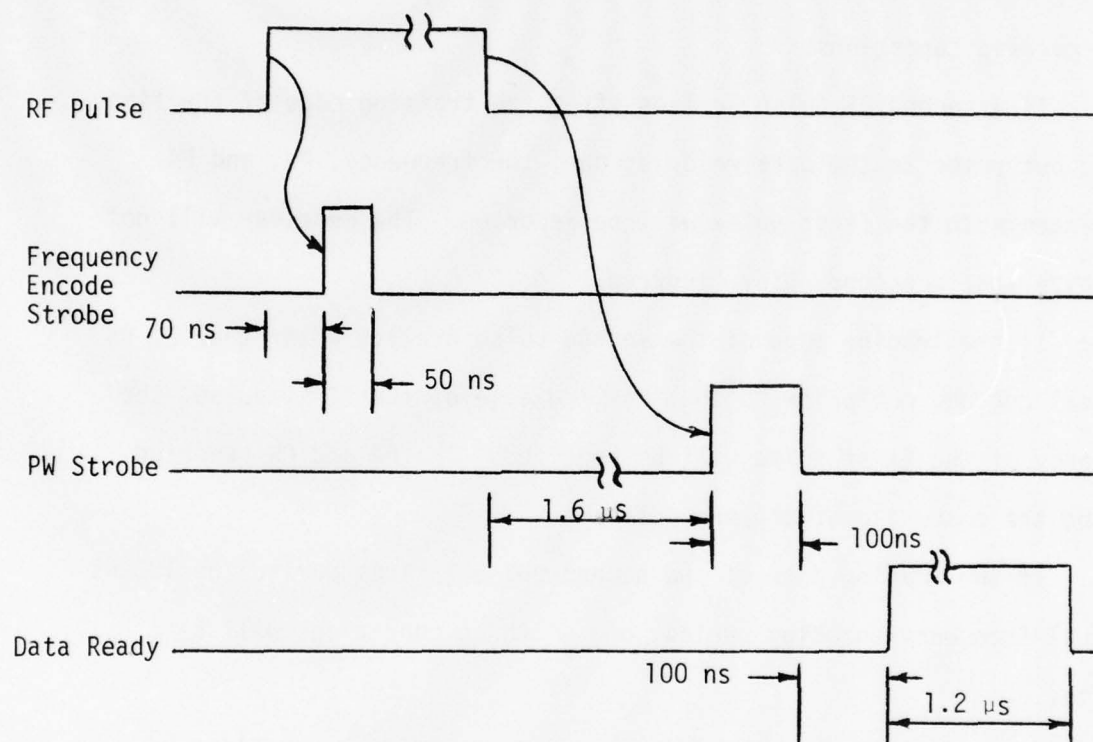 RF Pulse
Frequency
Encode
Strobe
70 ns
50 ns
PW Strobe
1.6 μs
100ns
Data Ready
100 ns
1.2 μs